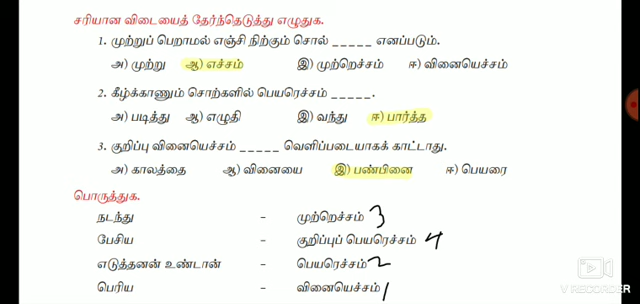 சரியான விடையைத் தேர்ந்தெடுத்து எழுதுக.
1. முற்றுப் பெறாமல் எஞ்சி நிற்கும் சொல் _____ எனப்படும்.
அ) முற்று ஆ) எச்சம் இ) முற்றெச்சம் ஈ) வினையெச்சம்
2. கீழ்க்காணும் சொற்களில் பெயரெச்சம் _____.
அ) படித்து ஆ) எழுதி இ) வந்து ஈ) பார்த்த
3. குறிப்பு வினையெச்சம் _____ வெளிப்படையாகக் காட்டாது.
அ) காலத்தை ஆ) வினையை இ) பண்பினை ஈ) பெயரை
பொருத்துக.
நடந்து - முற்றெச்சம் 3
பேசிய - குறிப்புப் பெயரெச்சம் 4
எடுத்தனன் உண்டான் - பெயரெச்சம் 2
பெரிய - வினையெச்சம் 1
V RECORDER